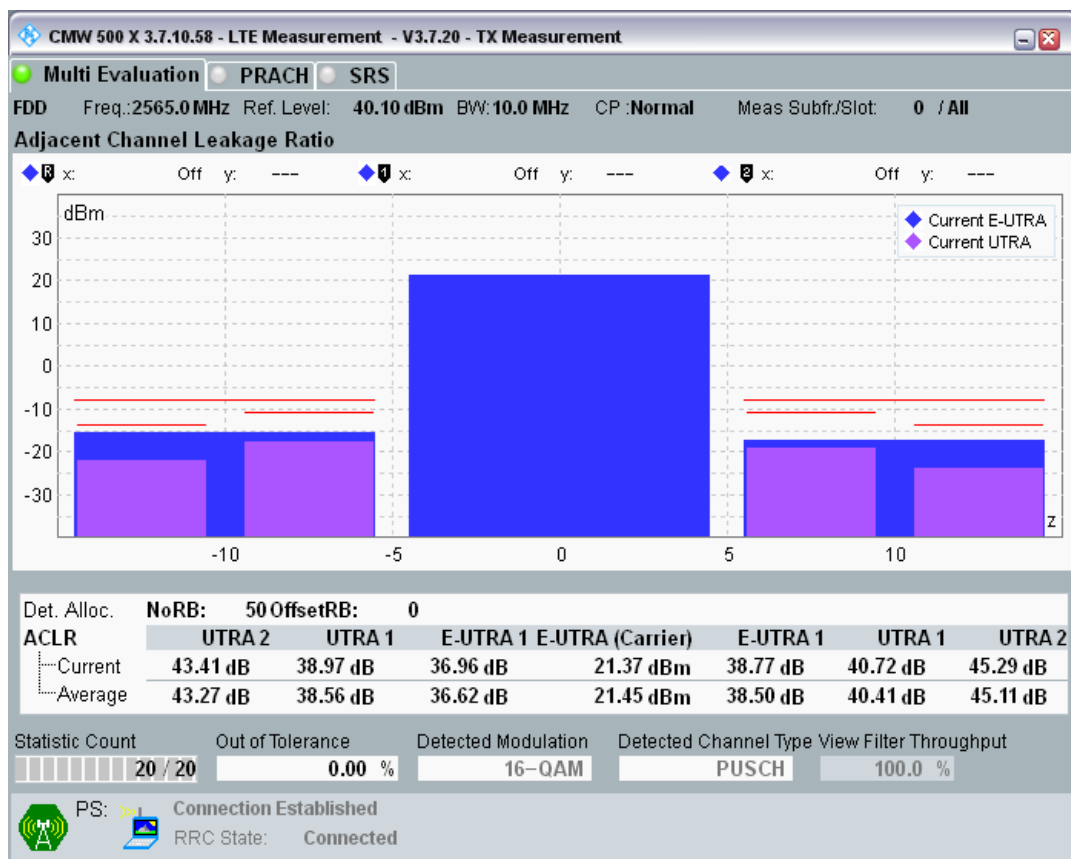 CMW 500 X 3.7.10.58 - LTE Measurement - V3.7.20 - TX Measurement
Multi Evaluation PRACH SRS
FDD Freq.:2565.0 MHz Ref. Level: 40.10 dBm BW: 10.0 MHz CP :Normal Meas Subfr./Slot: 0 / All
Adjacent Channel Leakage Ratio
R x: Off y: --- 1 x: Off y: --- 2 x: Off y: ---
dBm
Current E-UTRA
Current UTRA
30
20
10
0
-10
-20
-30
z
-10 -5 0 5 10
Det. Alloc. NoRB: 50 OffsetRB: 0
ACLR UTRA 2 UTRA 1 E-UTRA 1 E-UTRA (Carrier) E-UTRA 1 UTRA 1 UTRA 2
Current 43.41 dB 38.97 dB 36.96 dB 21.37 dBm 38.77 dB 40.72 dB 45.29 dB
Average 43.27 dB 38.56 dB 36.62 dB 21.45 dBm 38.50 dB 40.41 dB 45.11 dB
Statistic Count Out of Tolerance Detected Modulation Detected Channel Type View Filter Throughput
20 / 20 0.00 % 16-QAM PUSCH 100.0 %
PS: Connection Established
RRC State: Connected